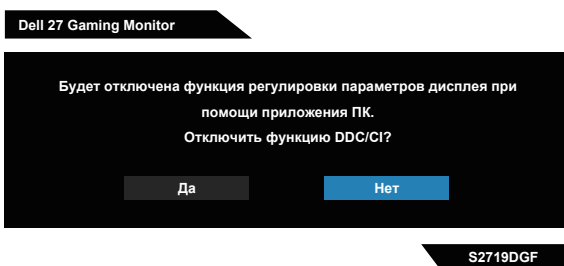 Dell 27 Gaming Monitor
Будет отключена функция регулировки параметров дисплея при
помощи приложения ПК.
Отключить функцию DDC/CI?
Да
Нет
S2719DGF